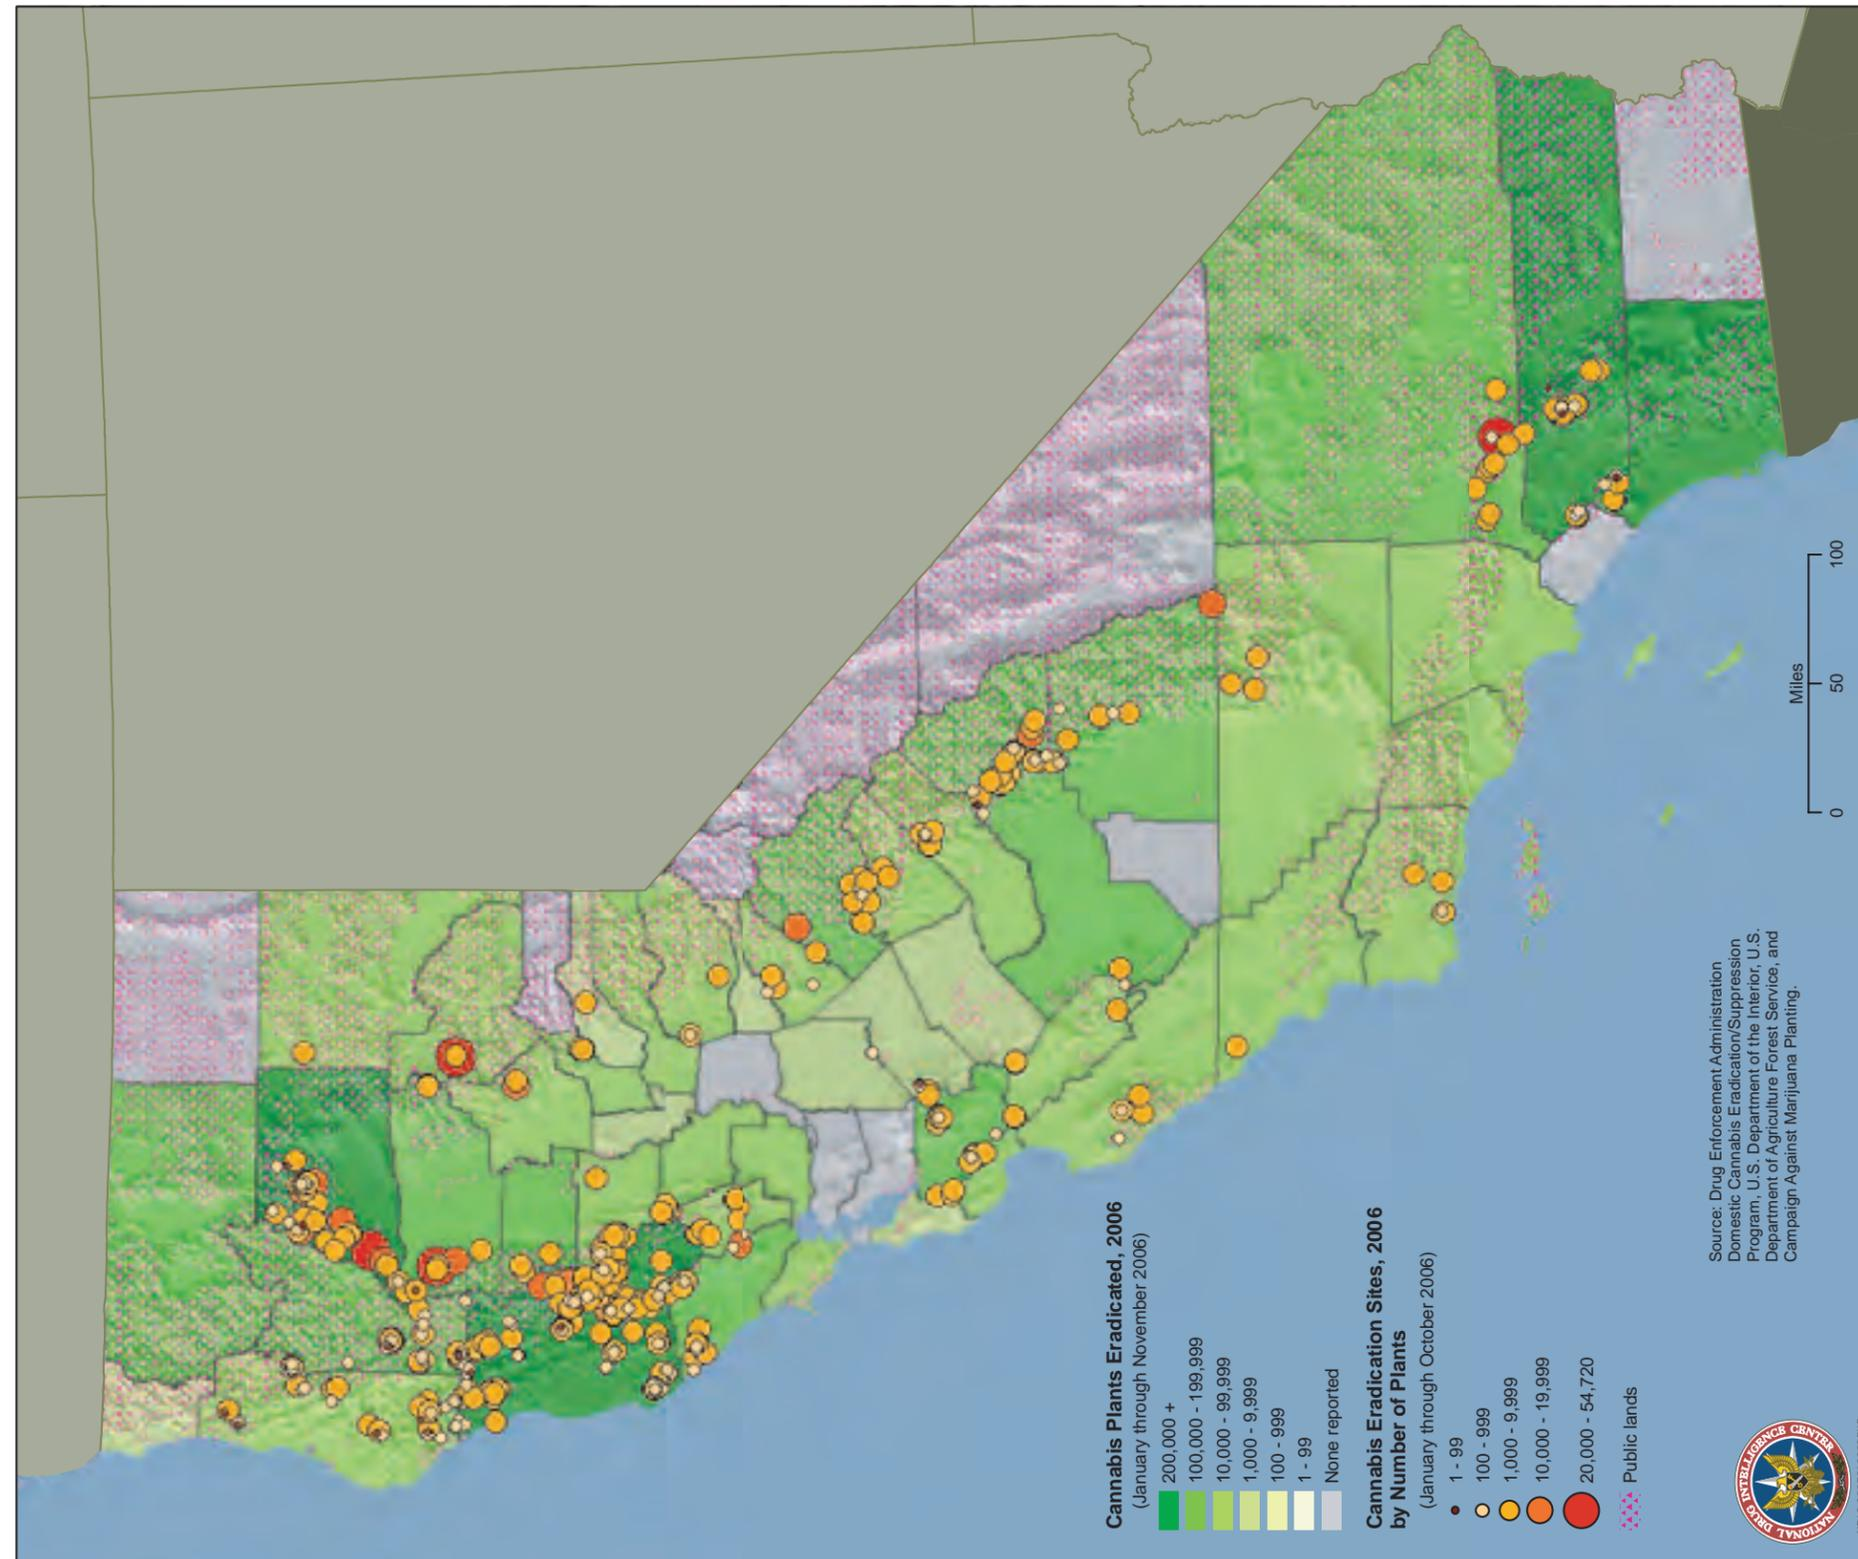 Cannabis Plants Eradicated, 2006
(January through November 2006)
200,000 +
100,000 - 199,999
10,000 - 99,999
1,000 - 9,999
100 - 999
1 - 99
None reported
Cannabis Eradication Sites, 2006
by Number of Plants
(January through October 2006)
1 - 99
100 - 999
1,000 - 9,999
10,000 - 19,999
20,000 - 54,720
Public lands
Source: Drug Enforcement Administration
Domestic Cannabis Eradication/Suppression
Program, U.S. Department of the Interior, U.S.
Department of Agriculture Forest Service, and
Campaign Against Marijuana Planting.
Miles
0 50 100
NATIONAL DRUG INTELLIGENCE CENTER